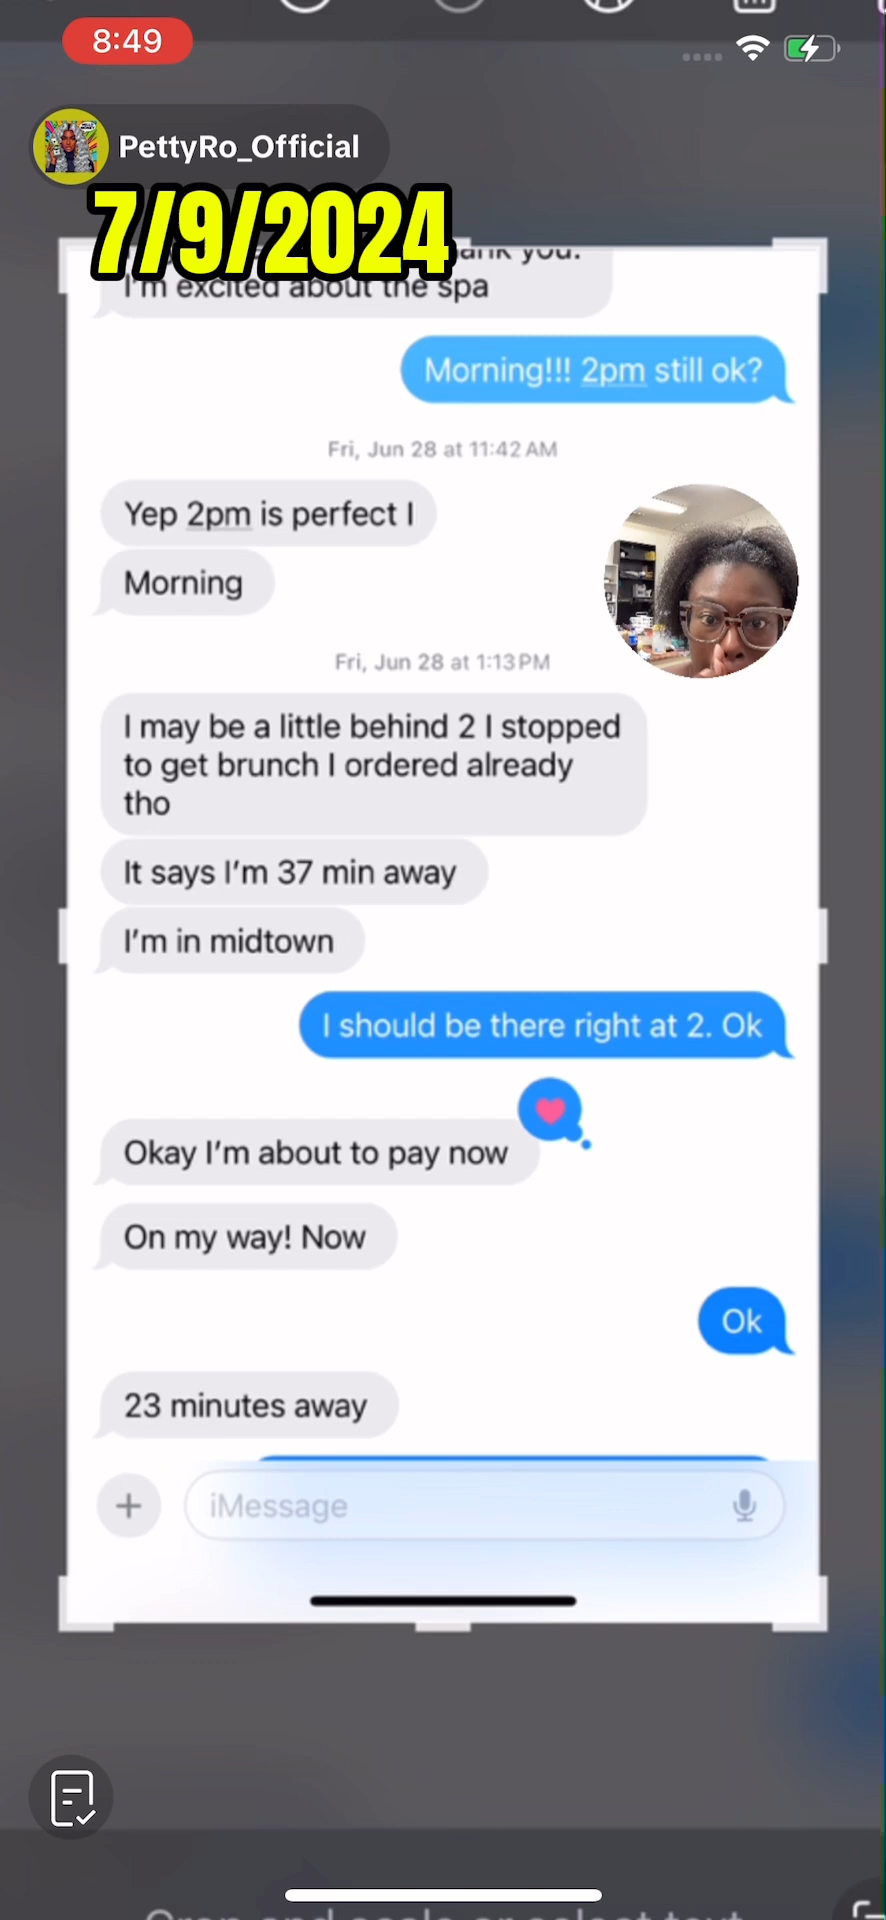 8:49
PettyRo_Official
7/9/2024
you.
I'm excited about the spa
Morning!!! 2pm still ok?
Fri, Jun 28 at 11:42 AM
Yep 2pm is perfect I
Morning
Fri, Jun 28 at 1:13 PM
I may be a little behind 2 I stopped
to get brunch I ordered already
tho
It says I'm 37 min away
I'm in midtown
I should be there right at 2. Ok
Okay I'm about to pay now
On my way! Now
Ok
23 minutes away
iMessage